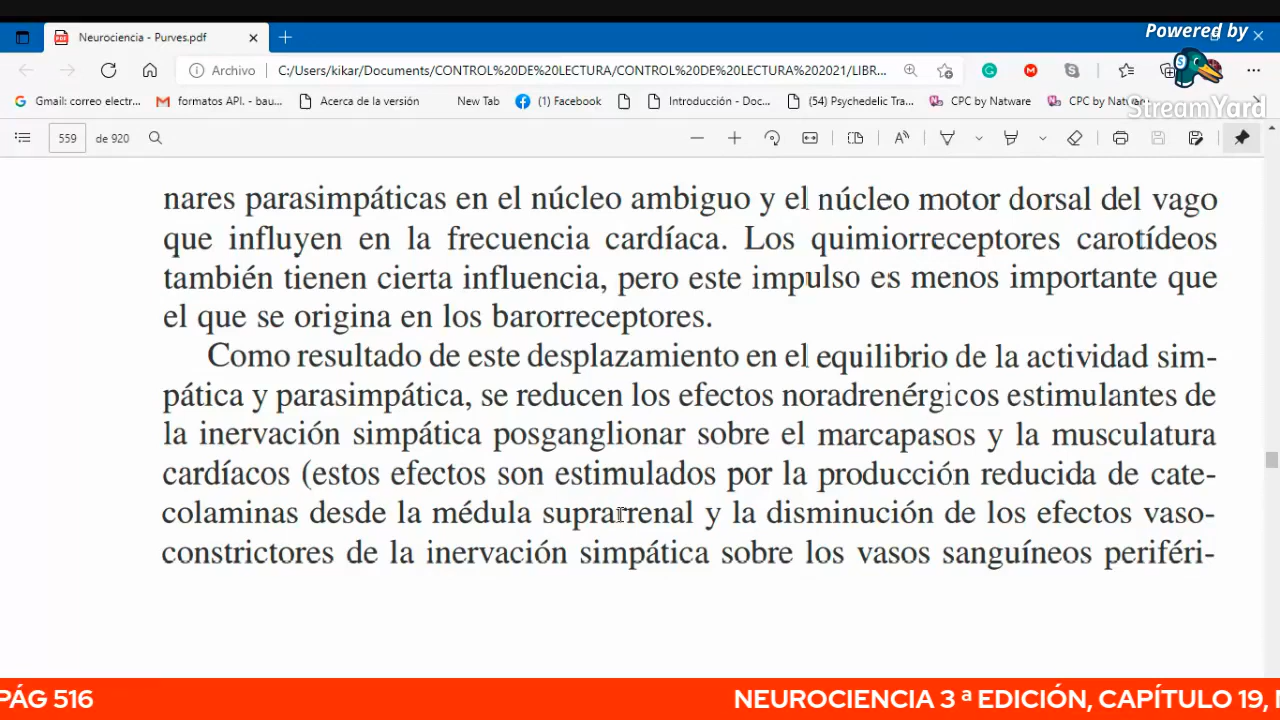 Powered by
Neurociencia - Purves.pdf
Archivo C:/Users/kikar/Documents/CONTROL%20DE%20LECTURA/CONTROL%20DE%20LECTURA%202021/LIBR...
Gmail: correo electr... formatos API. - bau... Acerca de la versión New Tab (1) Facebook Introducción - Doc... (54) Psychedelic Tra... CPC by Natware CPC by Natware
StreamYard
559 de 920
nares parasimpáticas en el núcleo ambiguo y el núcleo motor dorsal del vago
que influyen en la frecuencia cardíaca. Los quimiorreceptores carotídeos
también tienen cierta influencia, pero este impulso es menos importante que
el que se origina en los barorreceptores.
Como resultado de este desplazamiento en el equilibrio de la actividad sim-
pática y parasimpática, se reducen los efectos noradrenérgicos estimulantes de
la inervación simpática posganglionar sobre el marcapasos y la musculatura
cardíacos (estos efectos son estimulados por la producción reducida de cate-
colaminas desde la médula suprarrenal y la disminución de los efectos vaso-
constrictores de la inervación simpática sobre los vasos sanguíneos periféri-
PÁG 516 NEUROCIENCIA 3 ª EDICIÓN, CAPÍTULO 19,